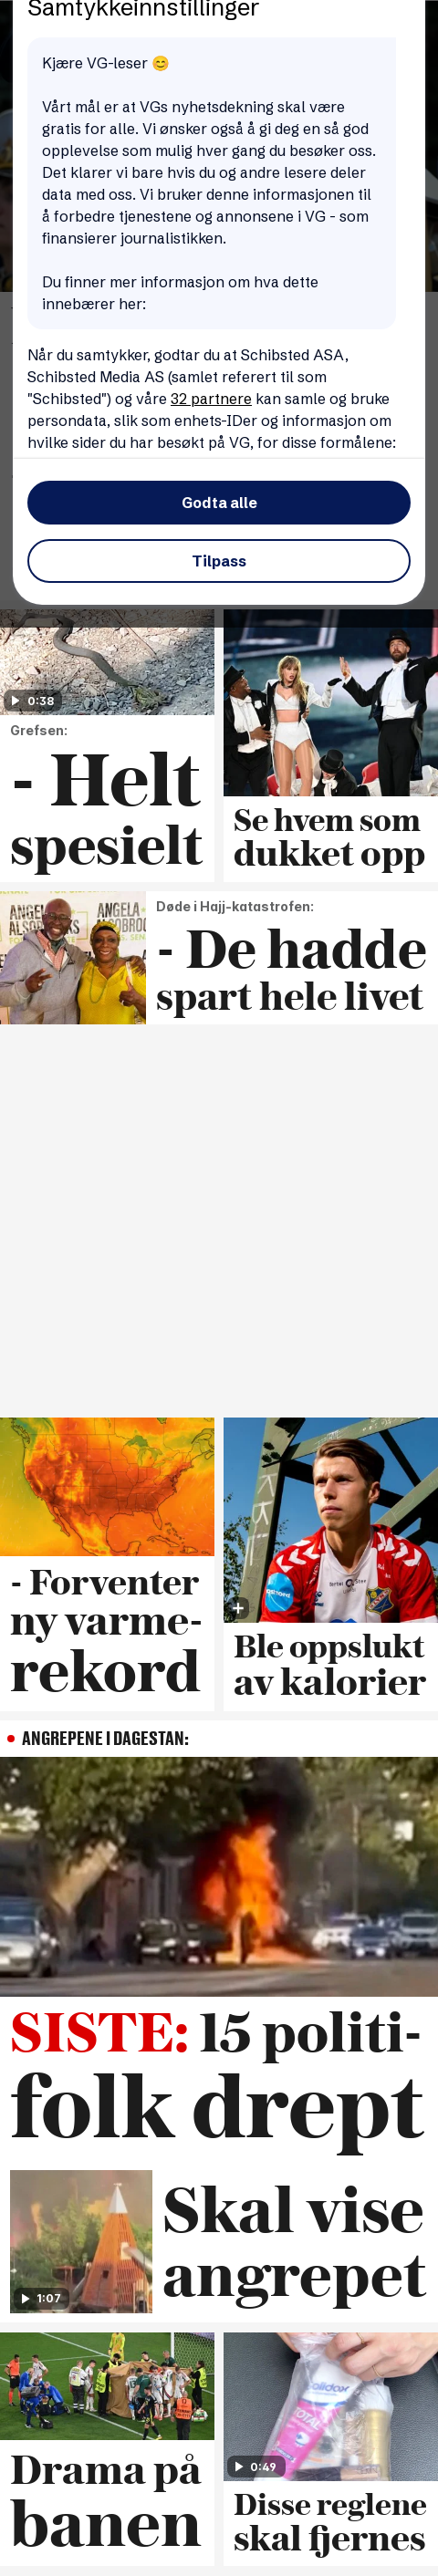 Samtykkeinnstillinger
Kjære VG-leser 😊
Vårt mål er at VGs nyhetsdekning skal være
gratis for alle. Vi ønsker også å gi deg en så god
opplevelse som mulig hver gang du besøker oss.
Det klarer vi bare hvis du og andre lesere deler
data med oss. Vi bruker denne informasjonen til
å forbedre tjenestene og annonsene i VG - som
finansierer journalistikken.
Du finner mer informasjon om hva dette
innebærer her:
Når du samtykker, godtar du at Schibsted ASA,
Schibsted Media AS (samlet referert til som
"Schibsted") og våre 32 partnere kan samle og bruke
persondata, slik som enhets-IDer og informasjon om
hvilke sider du har besøkt på VG, for disse formålene:
Godta alle
Tilpass
0:38
Grefsen:
- Helt
spesielt
Se hvem som
dukket opp
Døde i Hajj-katastrofen:
- De hadde
spart hele livet
- Forventer
ny varme-
rekord
Ble oppslukt
av kalorier
ANGREPENE I DAGESTAN:
SISTE: 15 politi-
folk drept
1:07
Skal vise
angrepet
Drama på
banen
0:49
Disse reglene
skal fjernes